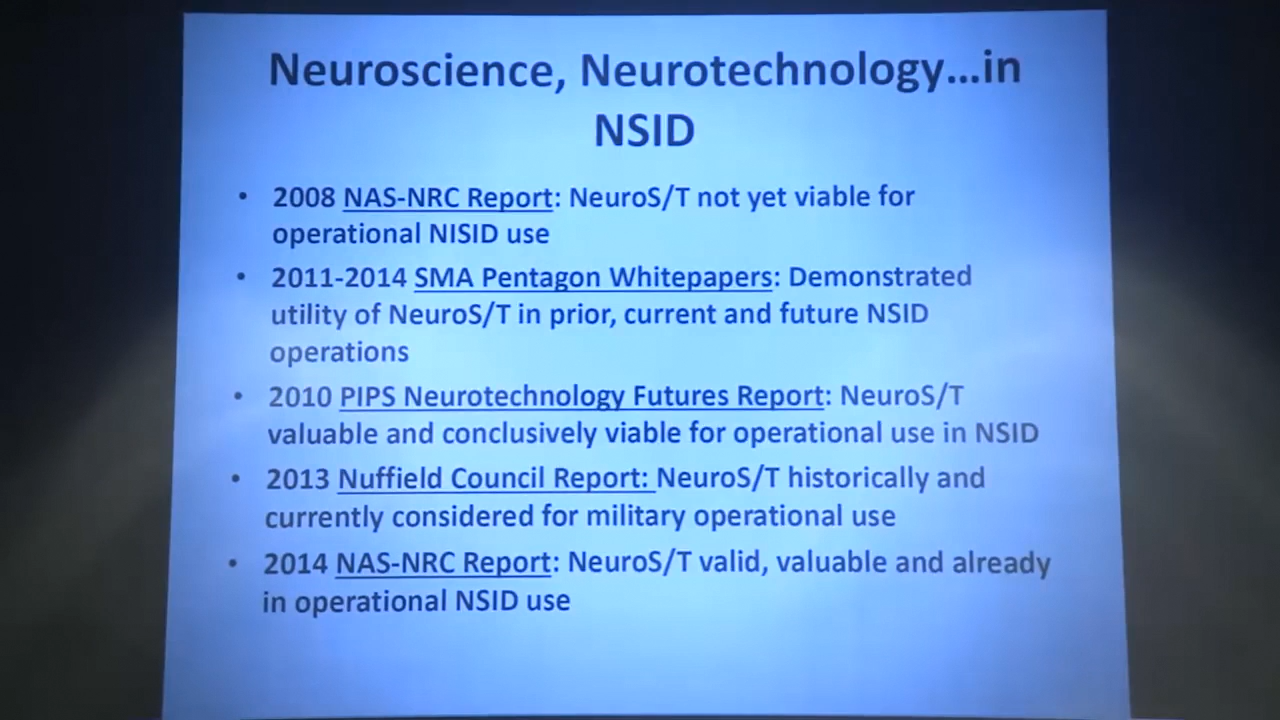 Neuroscience, Neurotechnology...in
NSID
• 2008 NAS-NRC Report: NeuroS/T not yet viable for
operational NISID use
• 2011-2014 SMA Pentagon Whitepapers: Demonstrated
utility of NeuroS/T in prior, current and future NSID
operations
• 2010 PIPS Neurotechnology Futures Report: NeuroS/T
valuable and conclusively viable for operational use in NSID
• 2013 Nuffield Council Report: NeuroS/T historically and
currently considered for military operational use
• 2014 NAS-NRC Report: NeuroS/T valid, valuable and already
in operational NSID use